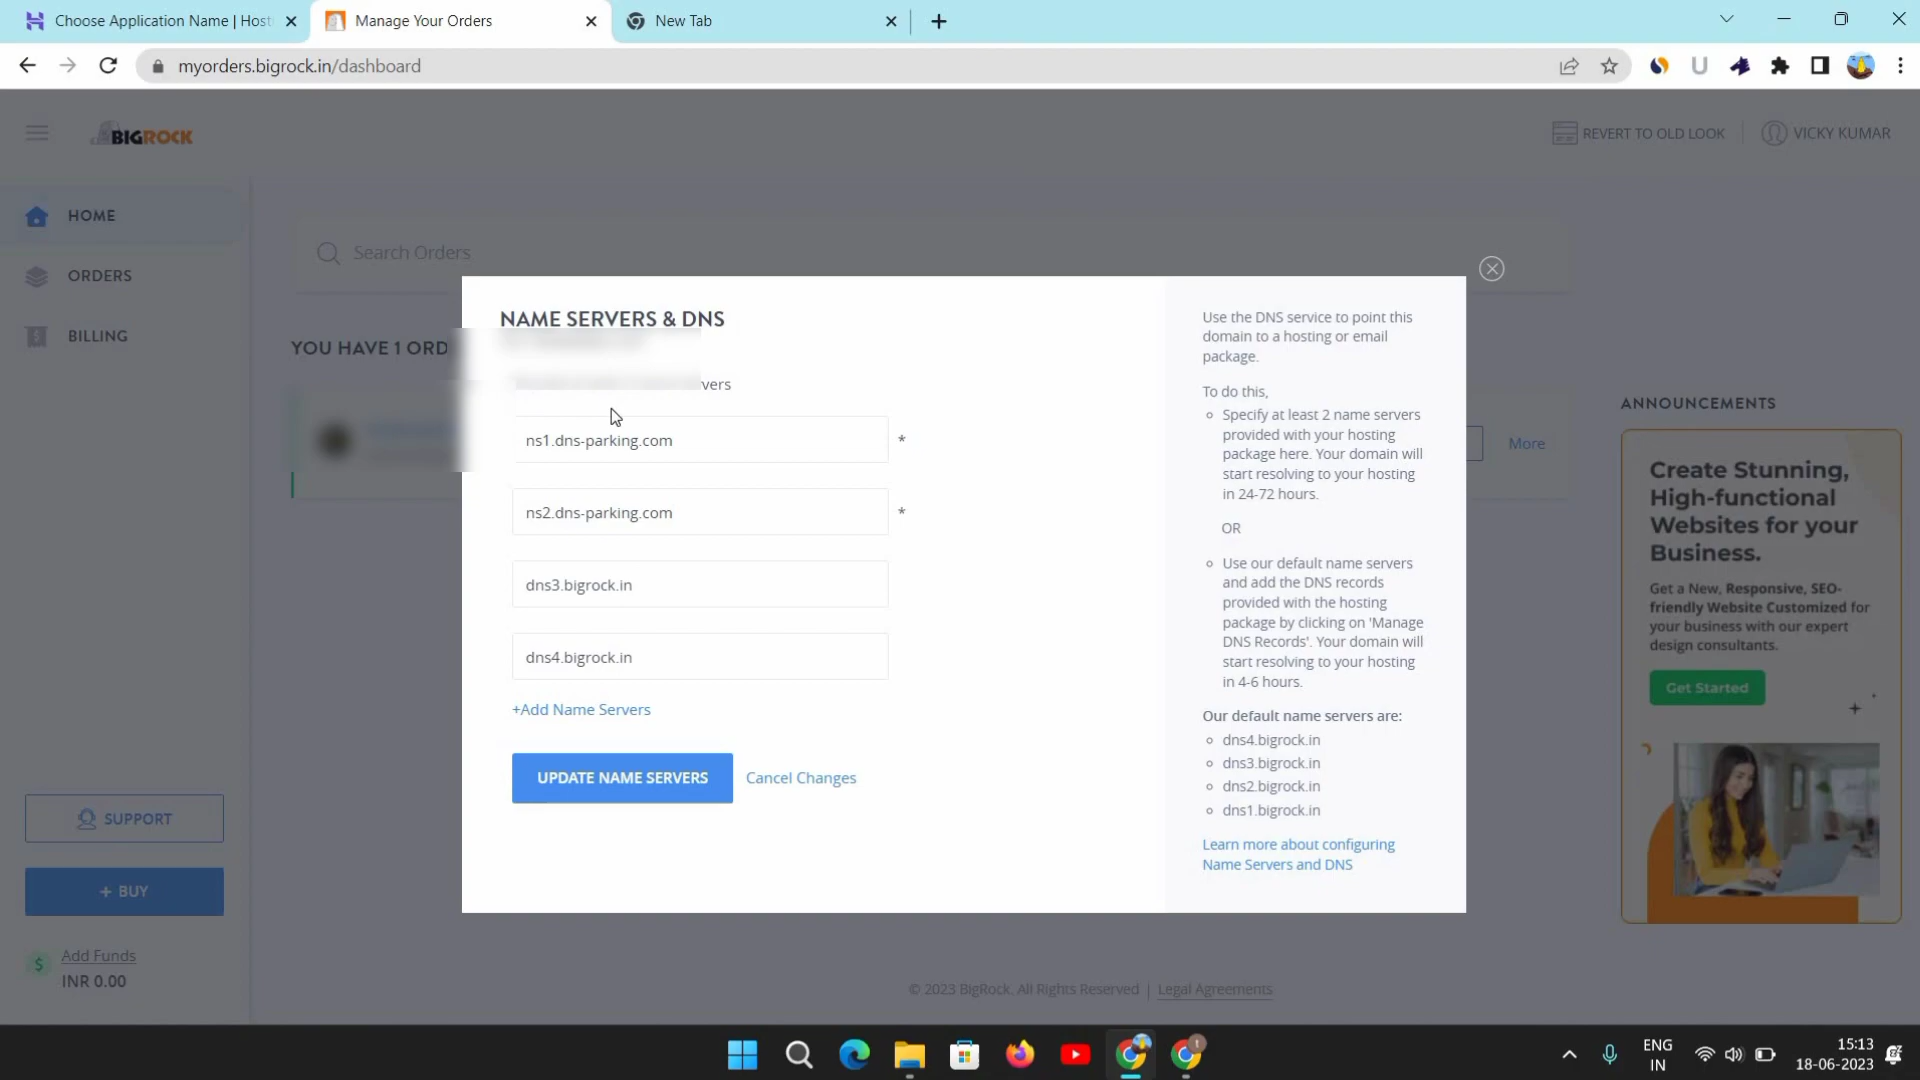 Choose Application Name | Host
Manage Your Orders
New Tab
myorders.bigrock.in/dashboard
BIGROCK
REVERT TO OLD LOOK
VICKY KUMAR
HOME
ORDERS
BILLING
SUPPORT
+ BUY
$
Add Funds
INR 0.00
Search Orders
YOU HAVE 1 ORD
NAME SERVERS & DNS
vers
ns1.dns-parking.com
*
ns2.dns-parking.com
*
dns3.bigrock.in
dns4.bigrock.in
+Add Name Servers
UPDATE NAME SERVERS
Cancel Changes
Use the DNS service to point this
domain to a hosting or email
package.
To do this,
Specify at least 2 name servers
provided with your hosting
package here. Your domain will
start resolving to your hosting
in 24-72 hours.
OR
Use our default name servers
and add the DNS records
provided with the hosting
package by clicking on 'Manage
DNS Records'. Your domain will
start resolving to your hosting
in 4-6 hours.
Our default name servers are:
dns4.bigrock.in
dns3.bigrock.in
dns2.bigrock.in
dns1.bigrock.in
Learn more about configuring
Name Servers and DNS
More
ANNOUNCEMENTS
Create Stunning,
High-functional
Websites for your
Business.
Get a New, Responsive, SEO-
friendly Website Customized for
your business with our expert
design consultants.
Get Started
© 2023 BigRock. All Rights Reserved | Legal Agreements
ENG
IN
15:13
18-06-2023